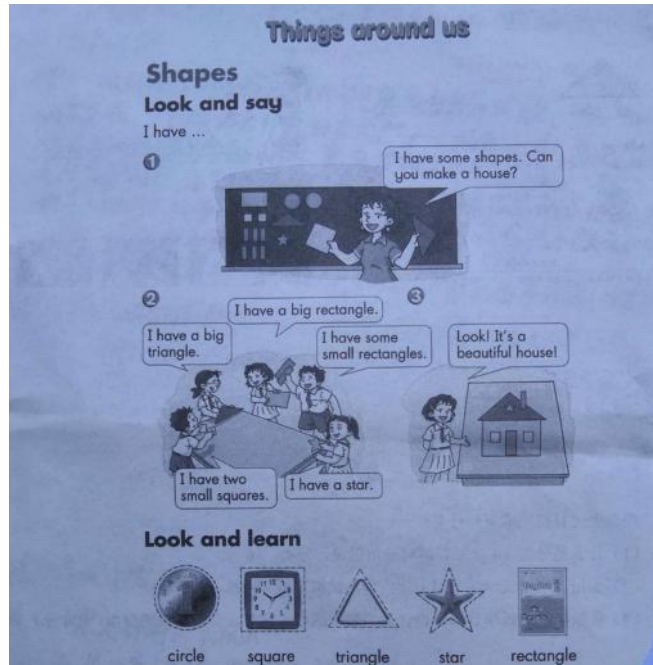 Things around us
Shapes
Look and say
I have ...
1
I have some shapes. Can
you make a house?
2
I have a big rectangle.
3
I have a big
triangle.
I have some
small rectangles.
Look! It's a
beautiful house!
I have two
small squares.
I have a star.
Look and learn
circle square triangle star rectangle